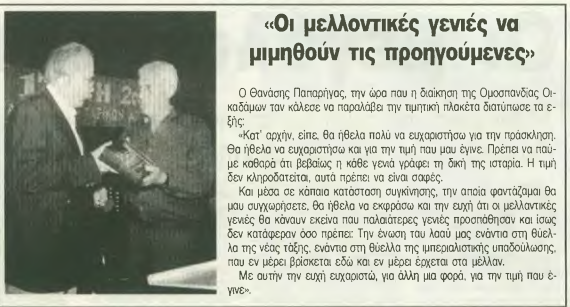 «Οι μελλοντικές γενιές να
μιμηθούν τις προηγούμενες»
Ο Θανάσης Παπαρήγας, την ώρα που η διοίκηση της Ομοσπονδίας Οι-
κοδόμων τον κάλεσε να παραλάβει την τιμητική πλακέτα διατύπωσε τα ε-
ξής:
«Κατ' αρχήν, είπε, θα ήθελα πολύ να ευχαριστήσω για την πρόσκληση.
Θα ήθελα να ευχαριστήσω και για την τιμή που μου έγινε. Πρέπει να πού-
με καθαρά ότι βεβαίως η κάθε γενιά γράφει τη δική της ιστορία. Η τιμή
δεν κληροδοτείται, αυτό πρέπει να είναι σαφές.
Και μέσα σε κάποια κατάσταση συγκίνησης, την οποία φαντάζομαι θα
μου συγχωρήσετε, θα ήθελα να εκφράσω και την ευχή ότι οι μελλοντικές
γενιές θα κάνουν εκείνο που παλαιότερες γενιές προσπάθησαν και ίσως
δεν κατάφεραν όσο πρέπει: Την ένωση του λαού μας ενάντια στη θύελ-
λα της νέας τάξης, ενάντια στη θύελλα της ιμπεριαλιστικής υποδούλωσης,
που εν μέρει βρίσκεται εδώ και εν μέρει έρχεται στο μέλλον.
Με αυτήν την ευχή ευχαριστώ, για άλλη μια φορά, για την τιμή που έ-
γινε».